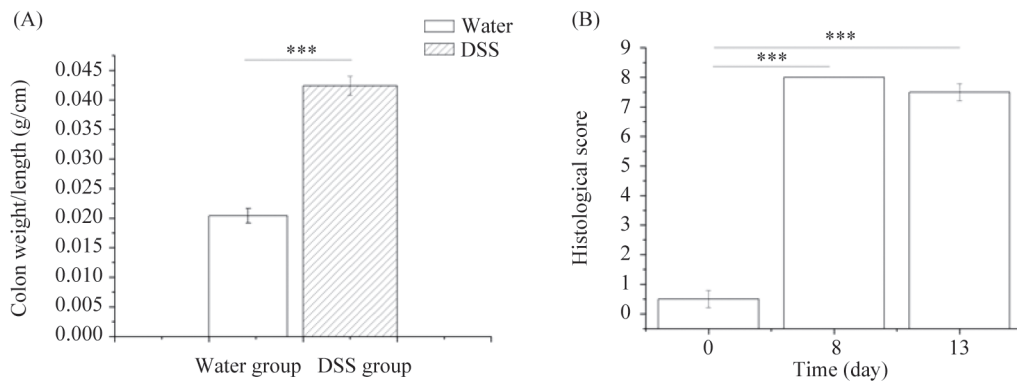 (A)
Water
DSS
***
Colon weight/length (g/cm)
0.045
0.040
0.035
0.030
0.025
0.020
0.015
0.010
0.005
0.000
Water group DSS group
(B)
***
***
Histological score
9
8
7
6
5
4
3
2
1
0
0 8 13
Time (day)